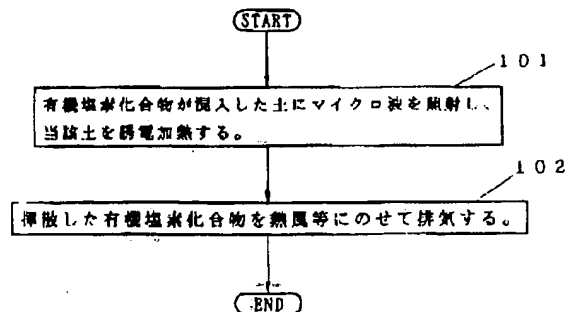 START
101
有機塩素化合物が混入した土にマイクロ波を照射し、
当該土を誘電加熱する。
102
揮散した有機塩素化合物を熱風等にのせて排気する。
END